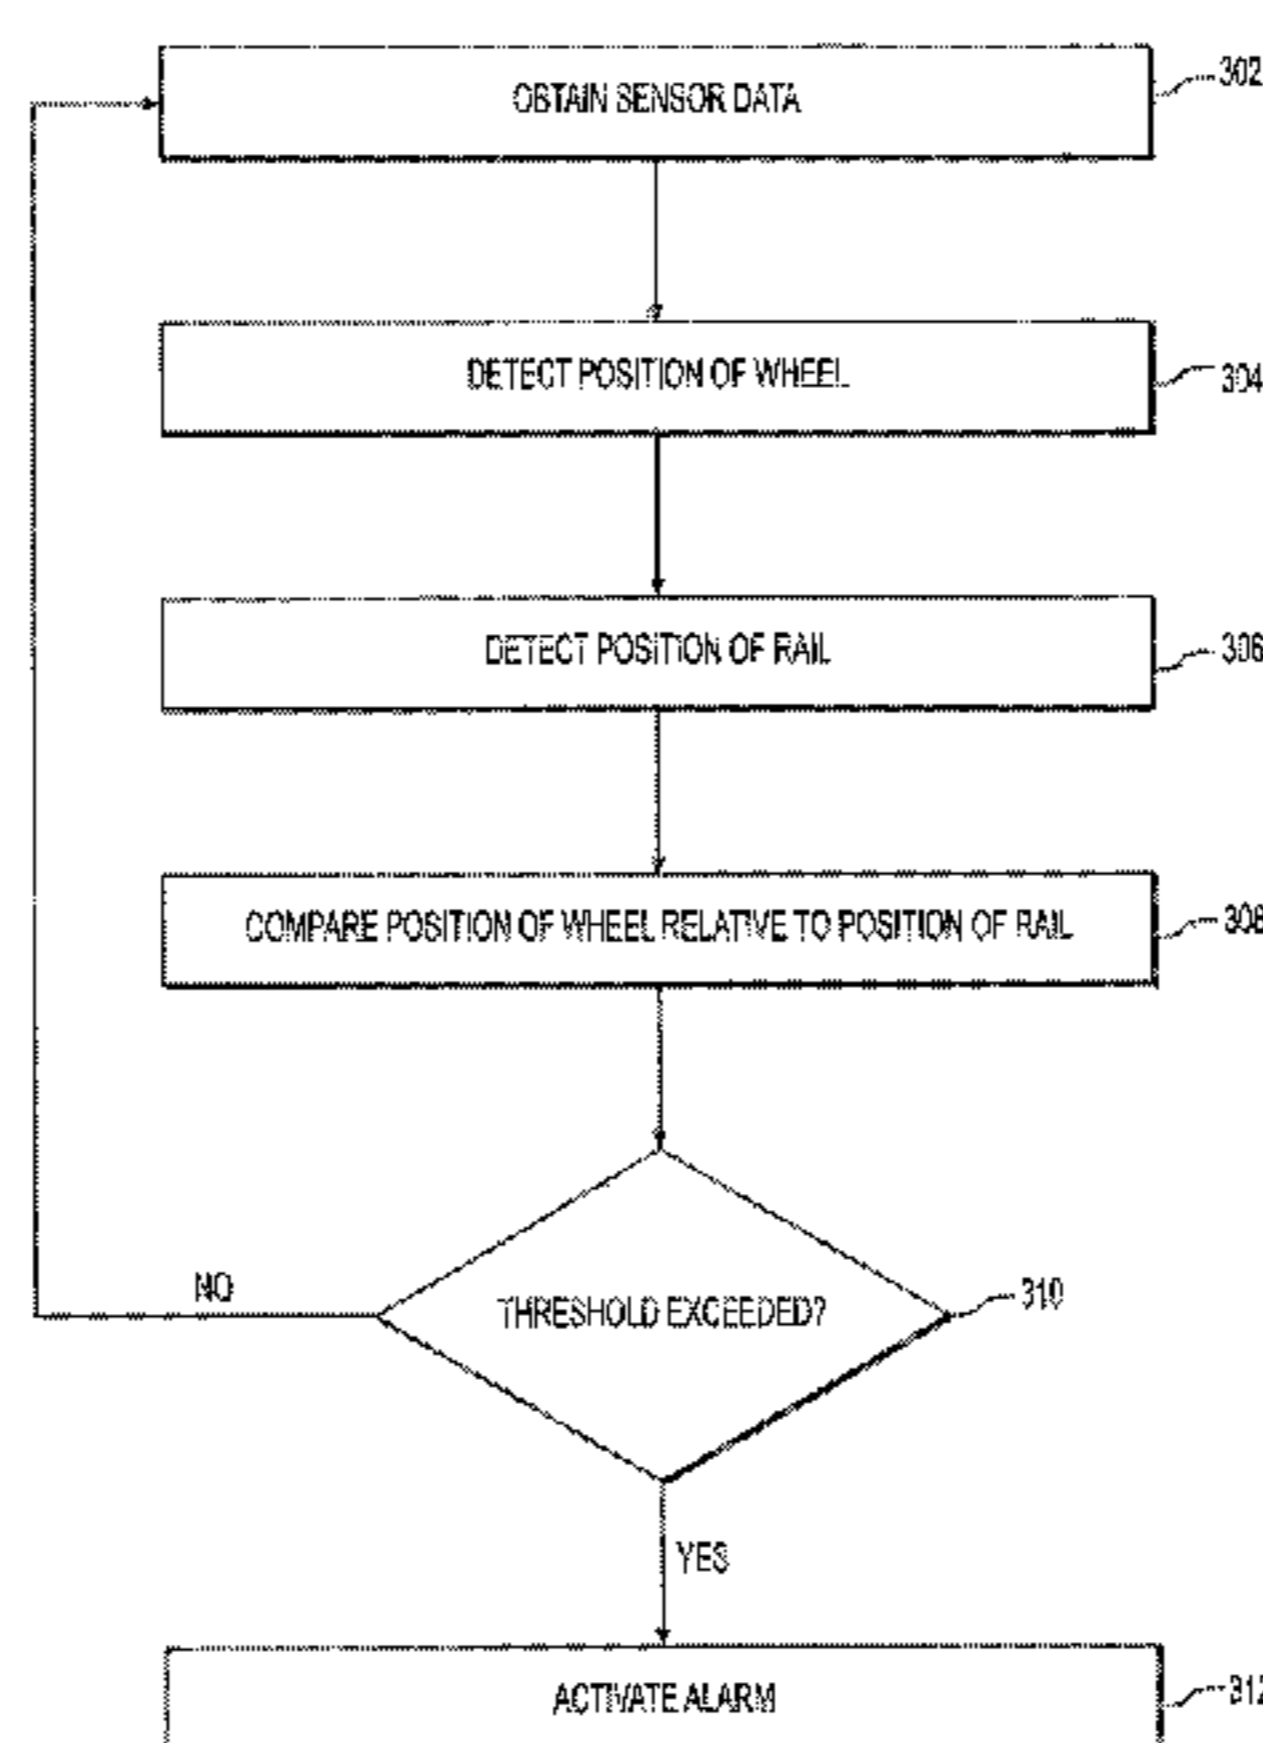 OBTAIN SENSOR DATA
302
DETECT POSITION OF WHEEL
304
DETECT POSITION OF RAIL
306
COMPARE POSITION OF WHEEL RELATIVE TO POSITION OF RAIL
308
THRESHOLD EXCEEDED?
310
NO
YES
ACTIVATE ALARM
312